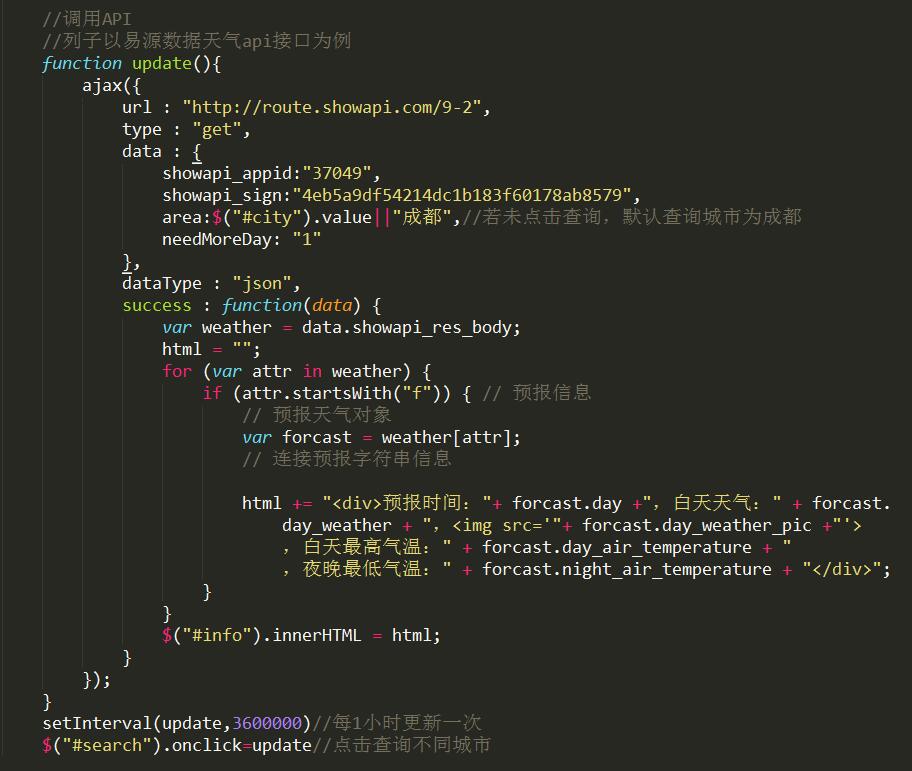 //调用API
//列子以易源数据天气api接口为例
function update(){
    ajax({
        url : "http://route.showapi.com/9-2",
        type : "get",
        data : {
            showapi_appid:"37049",
            showapi_sign:"4eb5a9df54214dc1b183f60178ab8579",
            area:$("#city").value||"成都",//若未点击查询，默认查询城市为成都
            needMoreDay: "1"
        },
        dataType : "json",
        success : function(data) {
            var weather = data.showapi_res_body;
            html = "";
            for (var attr in weather) {
                if (attr.startsWith("f")) { // 预报信息
                    // 预报天气对象
                    var forcast = weather[attr];
                    // 连接预报字符串信息
                    html += "<div>预报时间："+ forcast.day +"，白天天气：" + forcast.
                        day_weather + "，<img src='"+ forcast.day_weather_pic +"'>
                        ，白天最高气温：" + forcast.day_air_temperature + "
                        ，夜晚最低气温：" + forcast.night_air_temperature + "</div>";
                }
            }
            $("#info").innerHTML = html;
        }
    });
}
setInterval(update,3600000)//每1小时更新一次
$("#search").onclick=update//点击查询不同城市